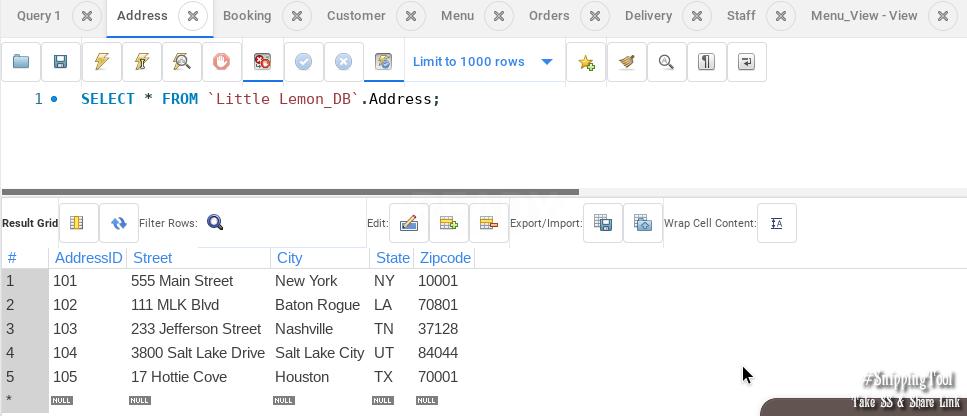 Query 1 Address Booking Customer Menu Orders Delivery Staff Menu_View - View
Limit to 1000 rows
1 SELECT * FROM `Little Lemon_DB`.Address;
Result Grid Filter Rows: Edit: Export/Import: Wrap Cell Content:
# AddressID Street City State Zipcode
1 101 555 Main Street New York NY 10001
2 102 111 MLK Blvd Baton Rogue LA 70801
3 103 233 Jefferson Street Nashville TN 37128
4 104 3800 Salt Lake Drive Salt Lake City UT 84044
5 105 17 Hottie Cove Houston TX 70001
* NULL NULL NULL NULL NULL
#SnippingTool
Take SS & Share Link